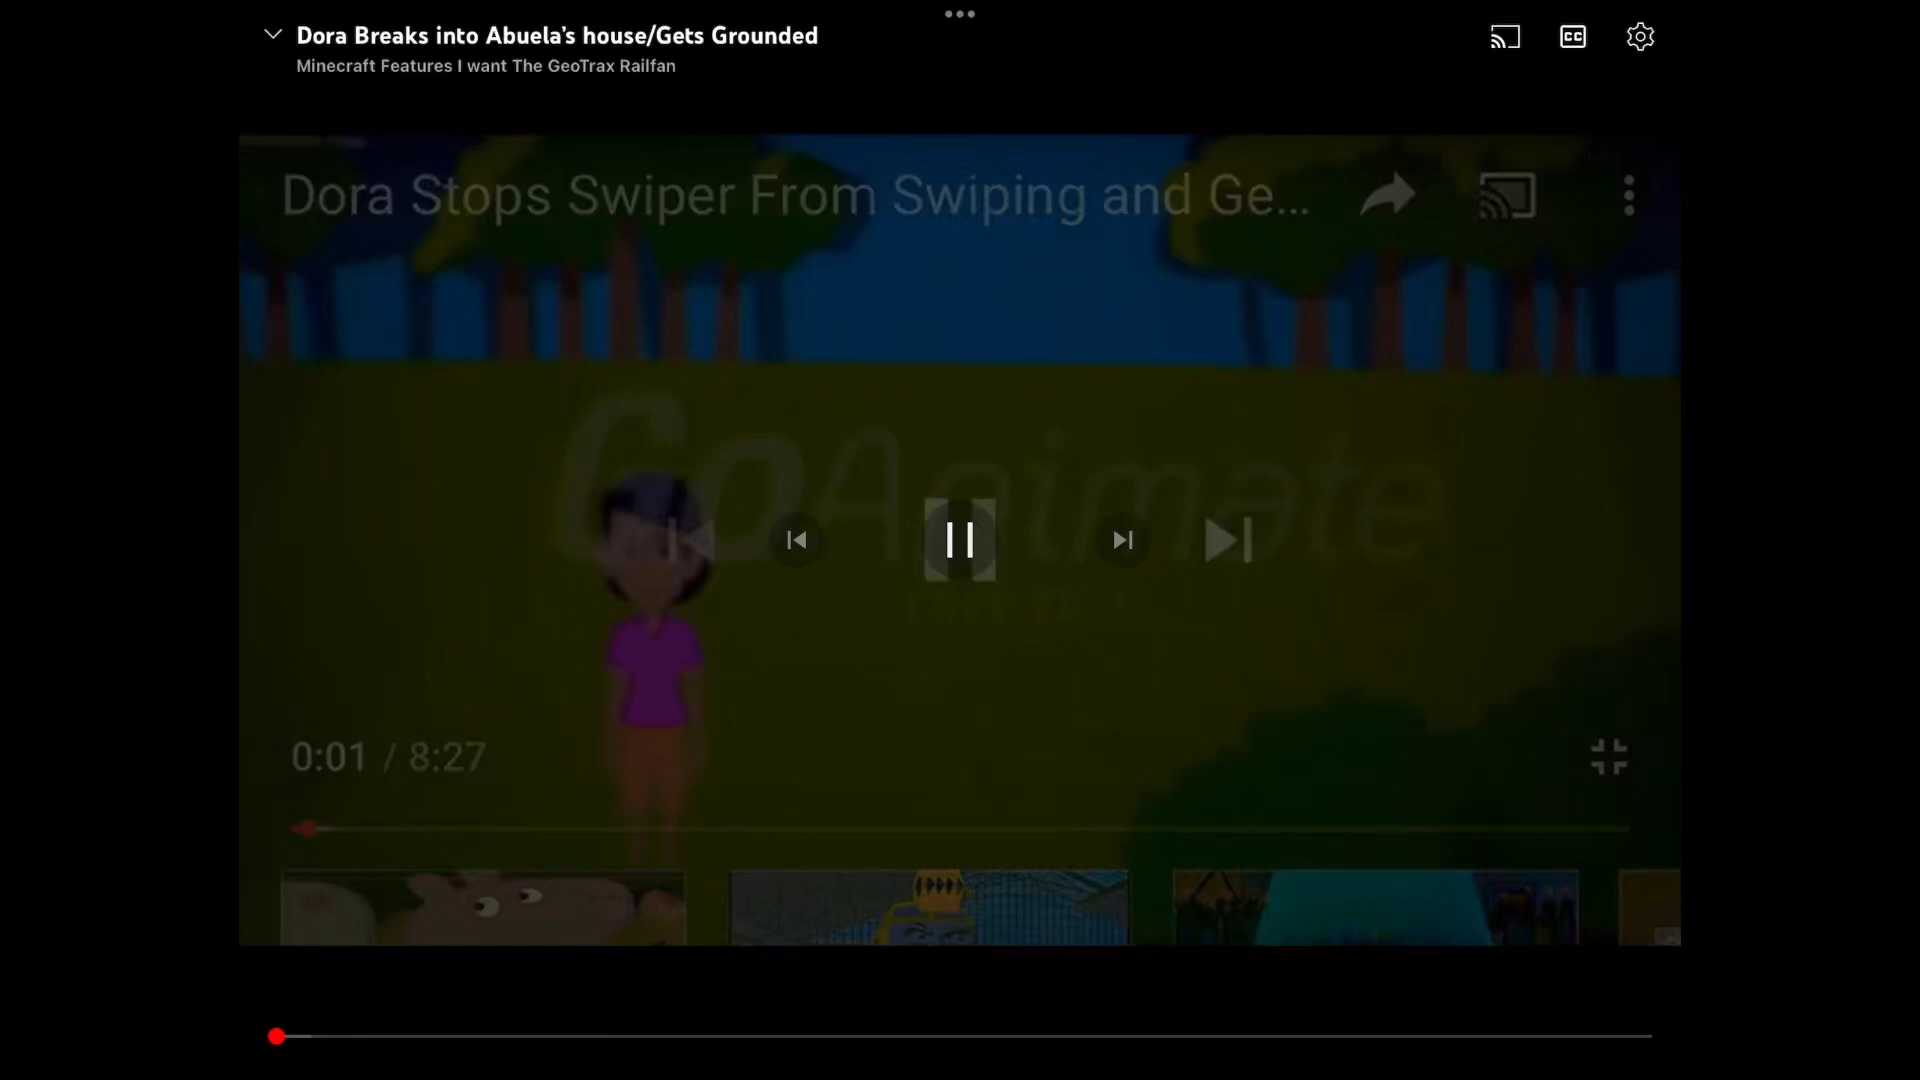 Dora Breaks into Abuela's house/Gets Grounded
Minecraft Features I want The GeoTrax Railfan
CC
Dora Stops Swiper From Swiping and Ge...
GoAnimate
0:01 / 8:27